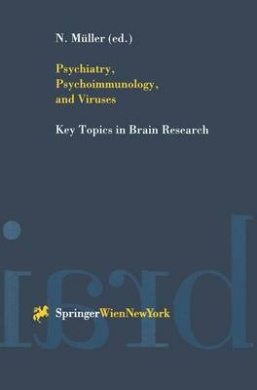 N. Müller (ed.)
Psychiatry,
Psychoimmunology,
and Viruses
Key Topics in Brain Research
SpringerWienNewYork